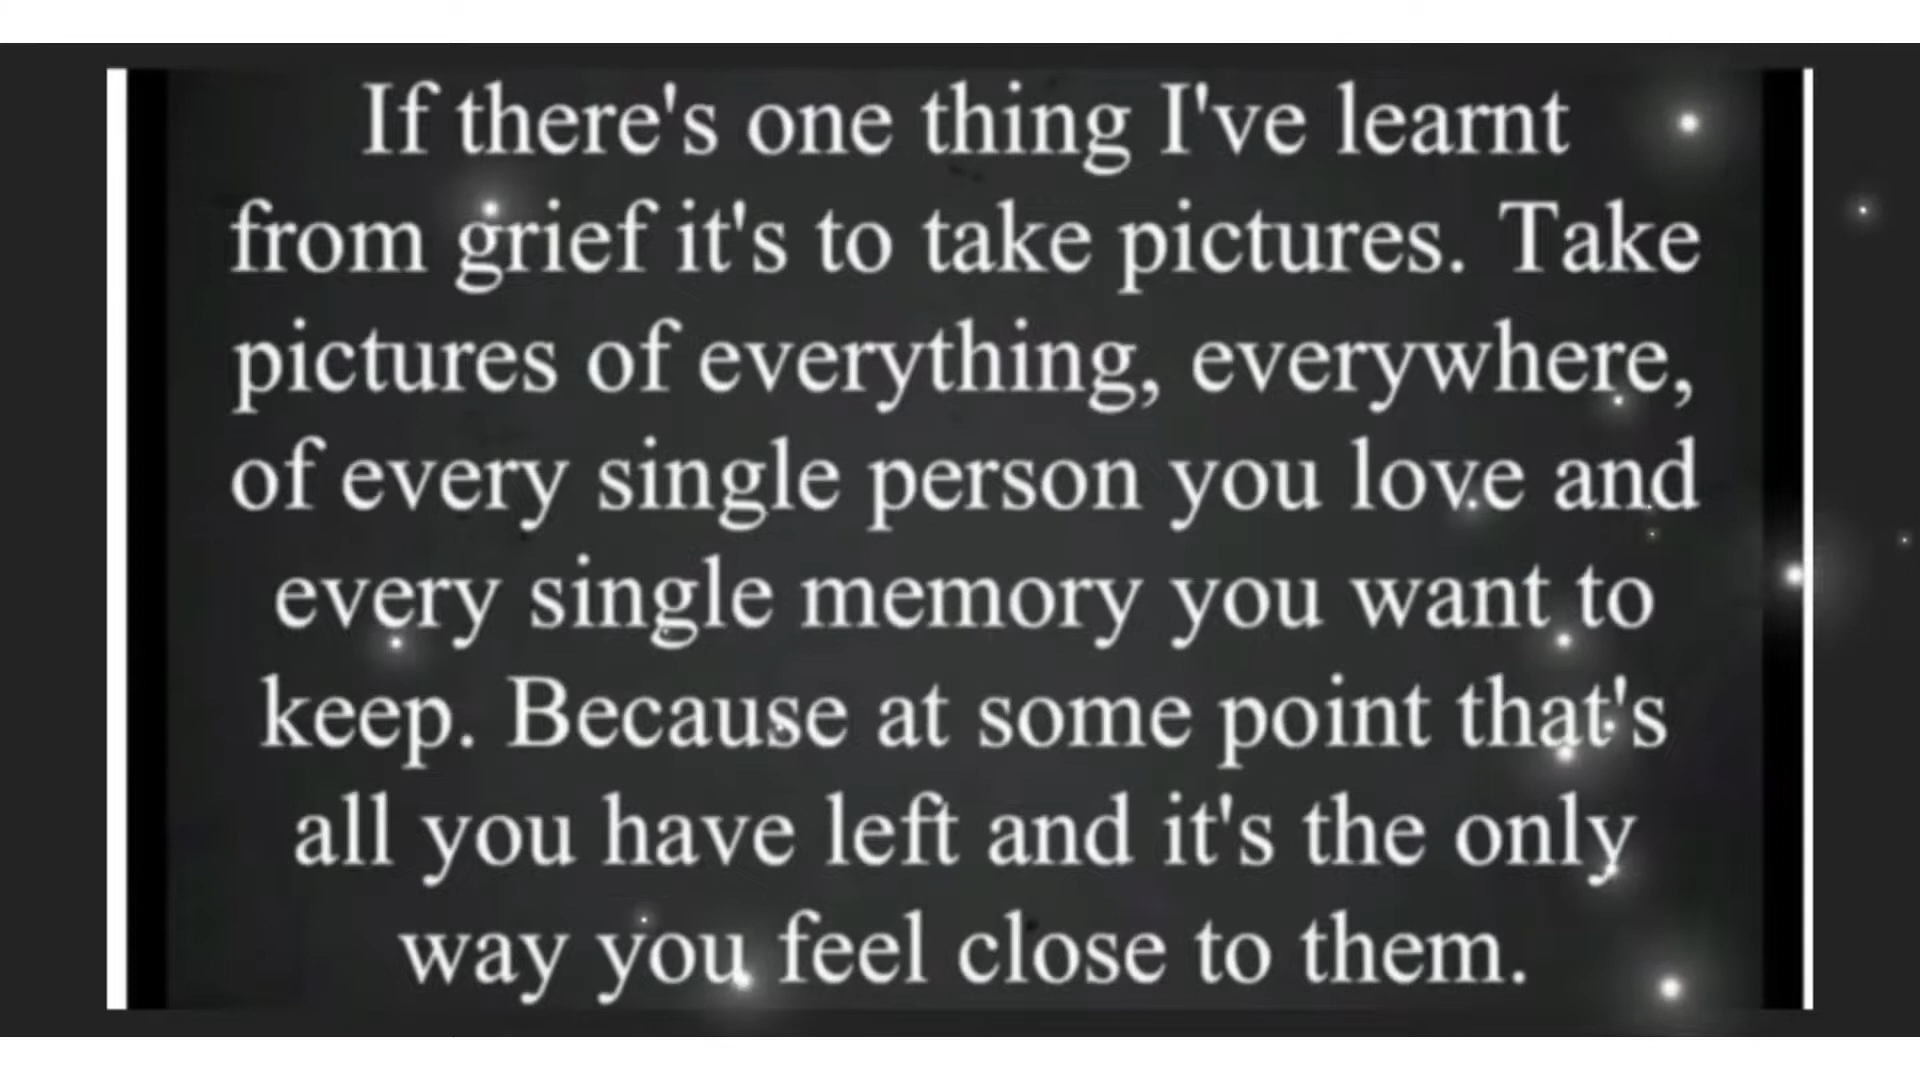 If there's one thing I've learnt
from grief it's to take pictures. Take
pictures of everything, everywhere,
of every single person you love and
every single memory you want to
keep. Because at some point that's
all you have left and it's the only
way you feel close to them.